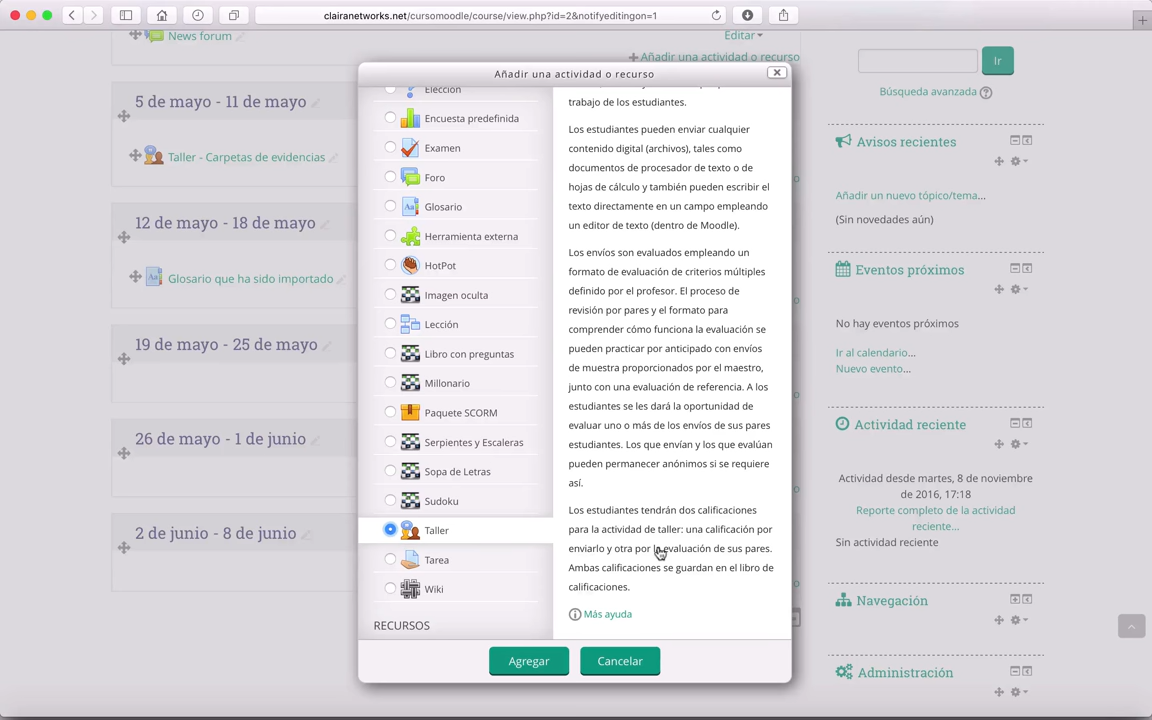 clairanetworks.net/cursomoodle/course/view.php?id=2&notifyeditingon=1
News forum
Editar
Añadir una actividad o recurso
5 de mayo - 11 de mayo
Taller - Carpetas de evidencias
12 de mayo - 18 de mayo
Glosario que ha sido importado
19 de mayo - 25 de mayo
26 de mayo - 1 de junio
2 de junio - 8 de junio
Añadir una actividad o recurso
Elección
Encuesta predefinida
Examen
Foro
Glosario
Herramienta externa
HotPot
Imagen oculta
Lección
Libro con preguntas
Millonario
Paquete SCORM
Serpientes y Escaleras
Sopa de Letras
Sudoku
Taller
Tarea
Wiki
RECURSOS
trabajo de los estudiantes.
Los estudiantes pueden enviar cualquier
contenido digital (archivos), tales como
documentos de procesador de texto o de
hojas de cálculo y también pueden escribir el
texto directamente en un campo empleando
un editor de texto (dentro de Moodle).
Los envíos son evaluados empleando un
formato de evaluación de criterios múltiples
definido por el profesor. El proceso de
revisión por pares y el formato para
comprender cómo funciona la evaluación se
pueden practicar por anticipado con envíos
de muestra proporcionados por el maestro,
junto con una evaluación de referencia. A los
estudiantes se les dará la oportunidad de
evaluar uno o más de los envíos de sus pares
estudiantes. Los que envían y los que evalúan
pueden permanecer anónimos si se requiere
así.
Los estudiantes tendrán dos calificaciones
para la actividad de taller: una calificación por
enviarlo y otra por la evaluación de sus pares.
Ambas calificaciones se guardan en el libro de
calificaciones.
Más ayuda
Agregar
Cancelar
Ir
Búsqueda avanzada
Avisos recientes
Añadir un nuevo tópico/tema...
(Sin novedades aún)
Eventos próximos
No hay eventos próximos
Ir al calendario...
Nuevo evento...
Actividad reciente
Actividad desde martes, 8 de noviembre
de 2016, 17:18
Reporte completo de la actividad
reciente...
Sin actividad reciente
Navegación
Administración